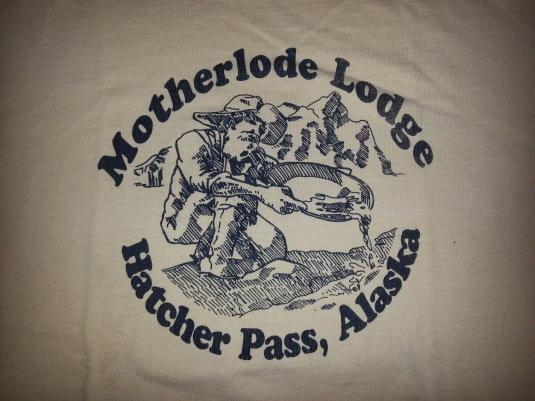 Motherlode Lodge
Hatcher Pass, Alaska